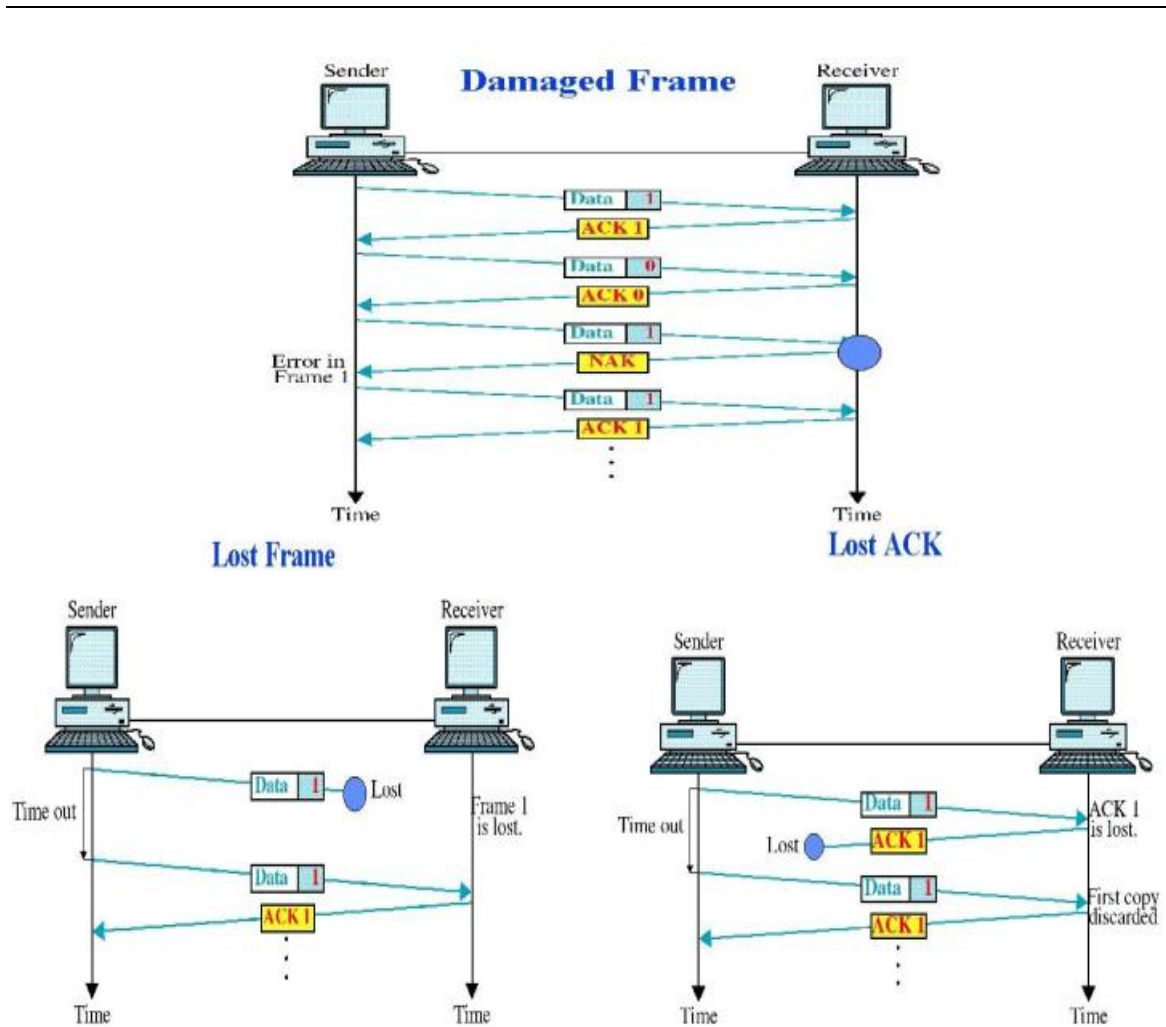 Damaged Frame
Sender
Receiver
Data 1
ACK 1
Data 0
ACK 0
Data 1
NAK
Error in
Frame 1
Data 1
ACK 1
Time
Time
Lost Frame
Sender
Receiver
Data 1
Lost
Time out
Frame 1
is lost.
Data 1
ACK 1
Time
Time
Lost ACK
Sender
Receiver
Data 1
ACK 1
is lost.
Time out
Lost
ACK 1
Data 1
First copy
discarded
ACK 1
Time
Time